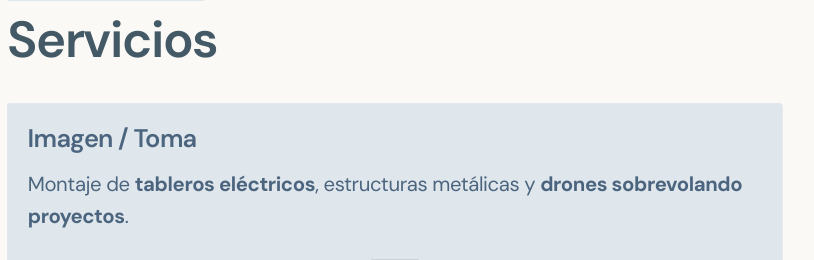 Servicios
Imagen / Toma
Montaje de tableros eléctricos, estructuras metálicas y drones sobrevolando
proyectos.